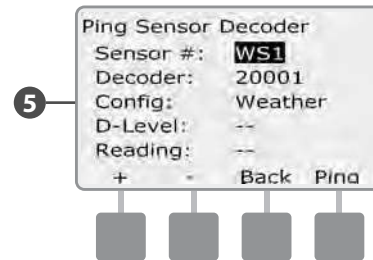 Ping Sensor Decoder
Sensor #: WS1
Decoder: 20001
5
Config: Weather
D-Level: --
Reading: --
+ - Back Ping